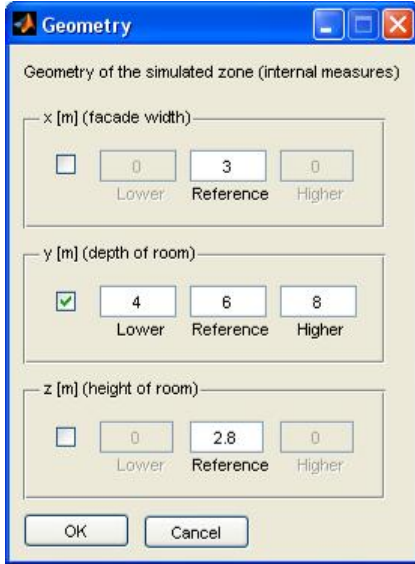 Geometry
Geometry of the simulated zone (internal measures)
x [m] (facade width)
0 3 0
Lower Reference Higher
y [m] (depth of room)
4 6 8
Lower Reference Higher
z [m] (height of room)
0 2.8 0
Lower Reference Higher
OK Cancel